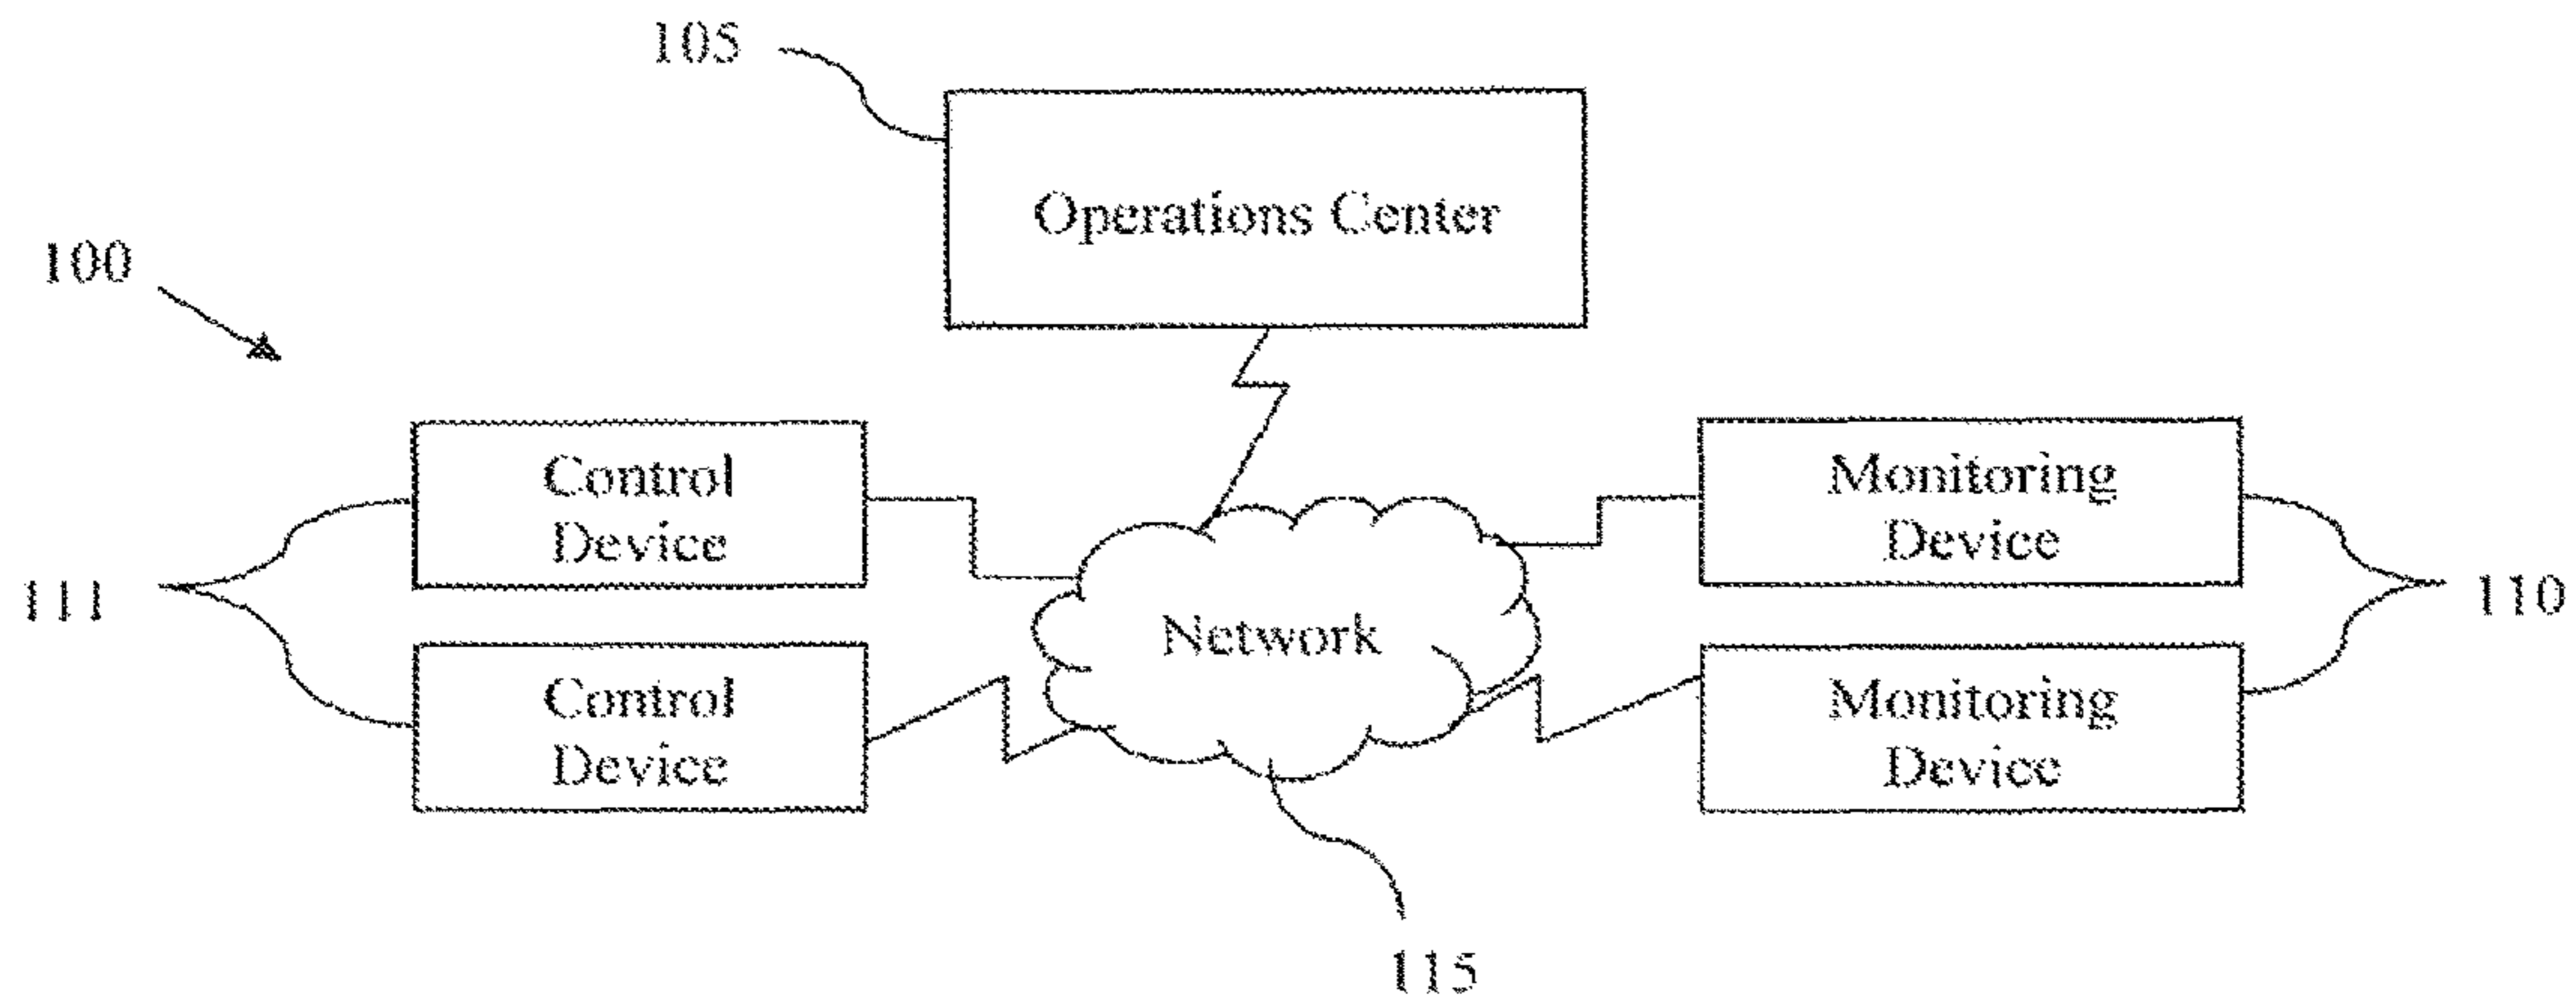 105
Operations Center
100
Control
Device
Monitoring
Device
111
Network
110
Control
Device
Monitoring
Device
115